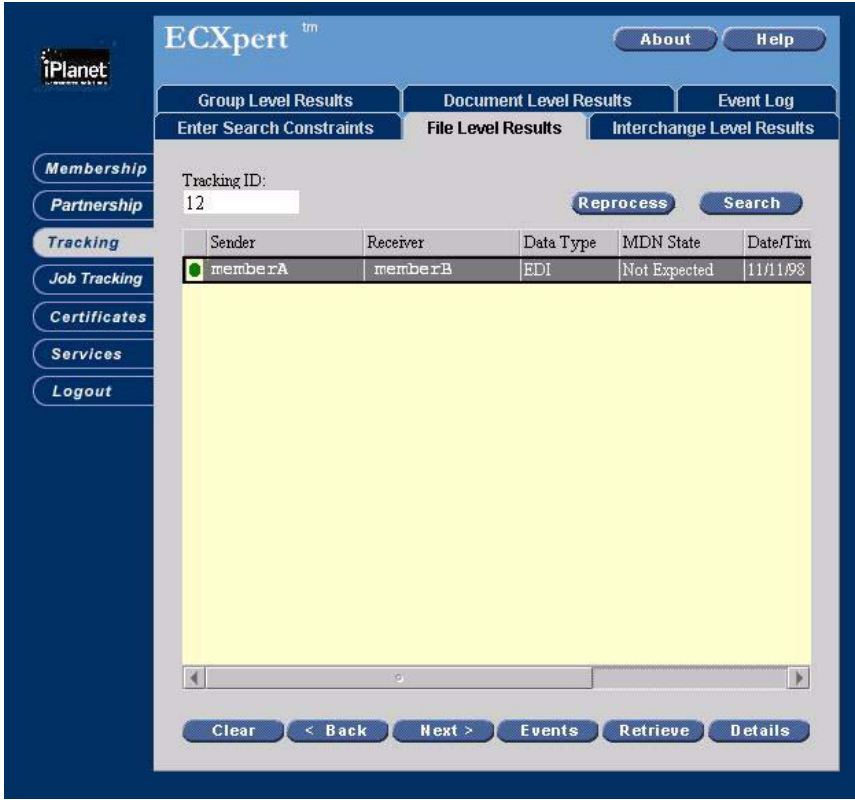 ECXpert tm
About Help
iPlanet
Group Level Results Document Level Results Event Log
Enter Search Constraints File Level Results Interchange Level Results
Membership
Partnership
Tracking
Job Tracking
Certificates
Services
Logout
Tracking ID:
12
Reprocess Search
Sender Receiver Data Type MDN State Date/Tim
memberA memberB EDI Not Expected 11/11/98
Clear < Back Next > Events Retrieve Details